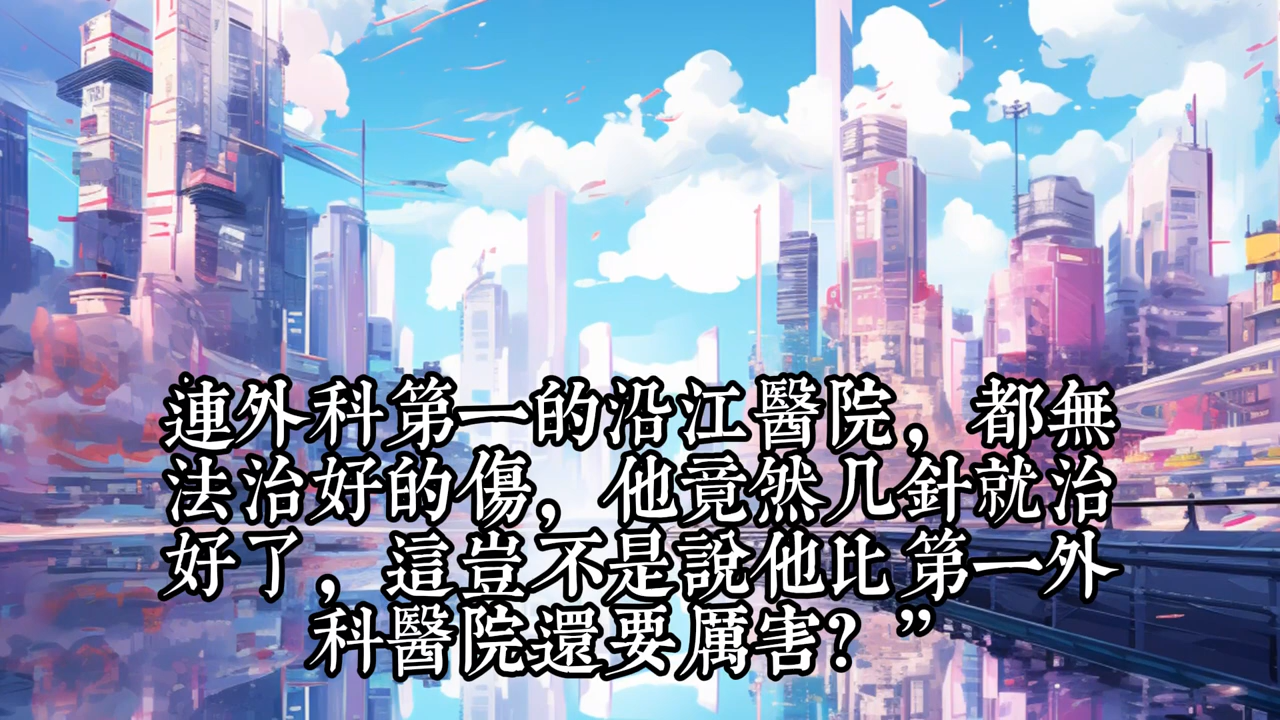 連外科第一的沿江醫院，都無
法治好的傷，他竟然几針就治
好了，這豈不是說他比第一外
科醫院還要厲害？”